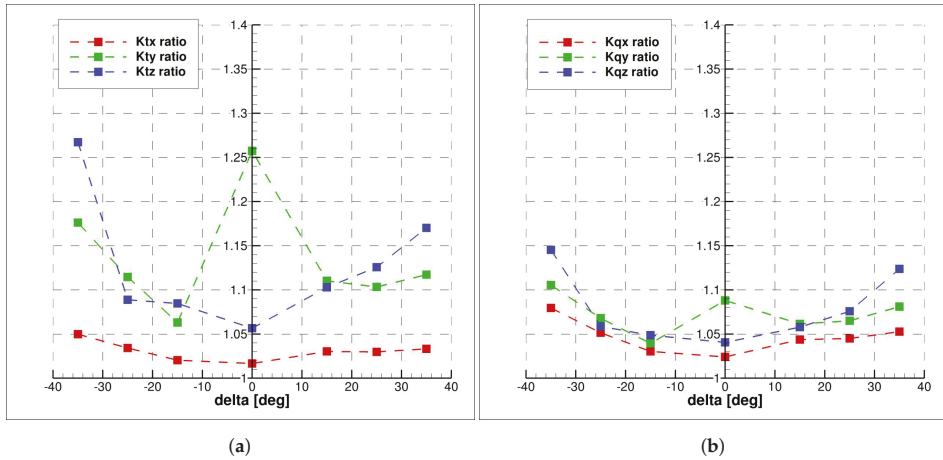 Ktx ratio
Kty ratio
Ktz ratio
1.4
1.35
1.3
1.25
1.2
1.15
1.1
1.05
1
-40 -30 -20 -10 0 10 20 30 40
delta [deg]
(a)
Kqx ratio
Kqy ratio
Kqz ratio
1.4
1.35
1.3
1.25
1.2
1.15
1.1
1.05
1
-40 -30 -20 -10 0 10 20 30 40
delta [deg]
(b)